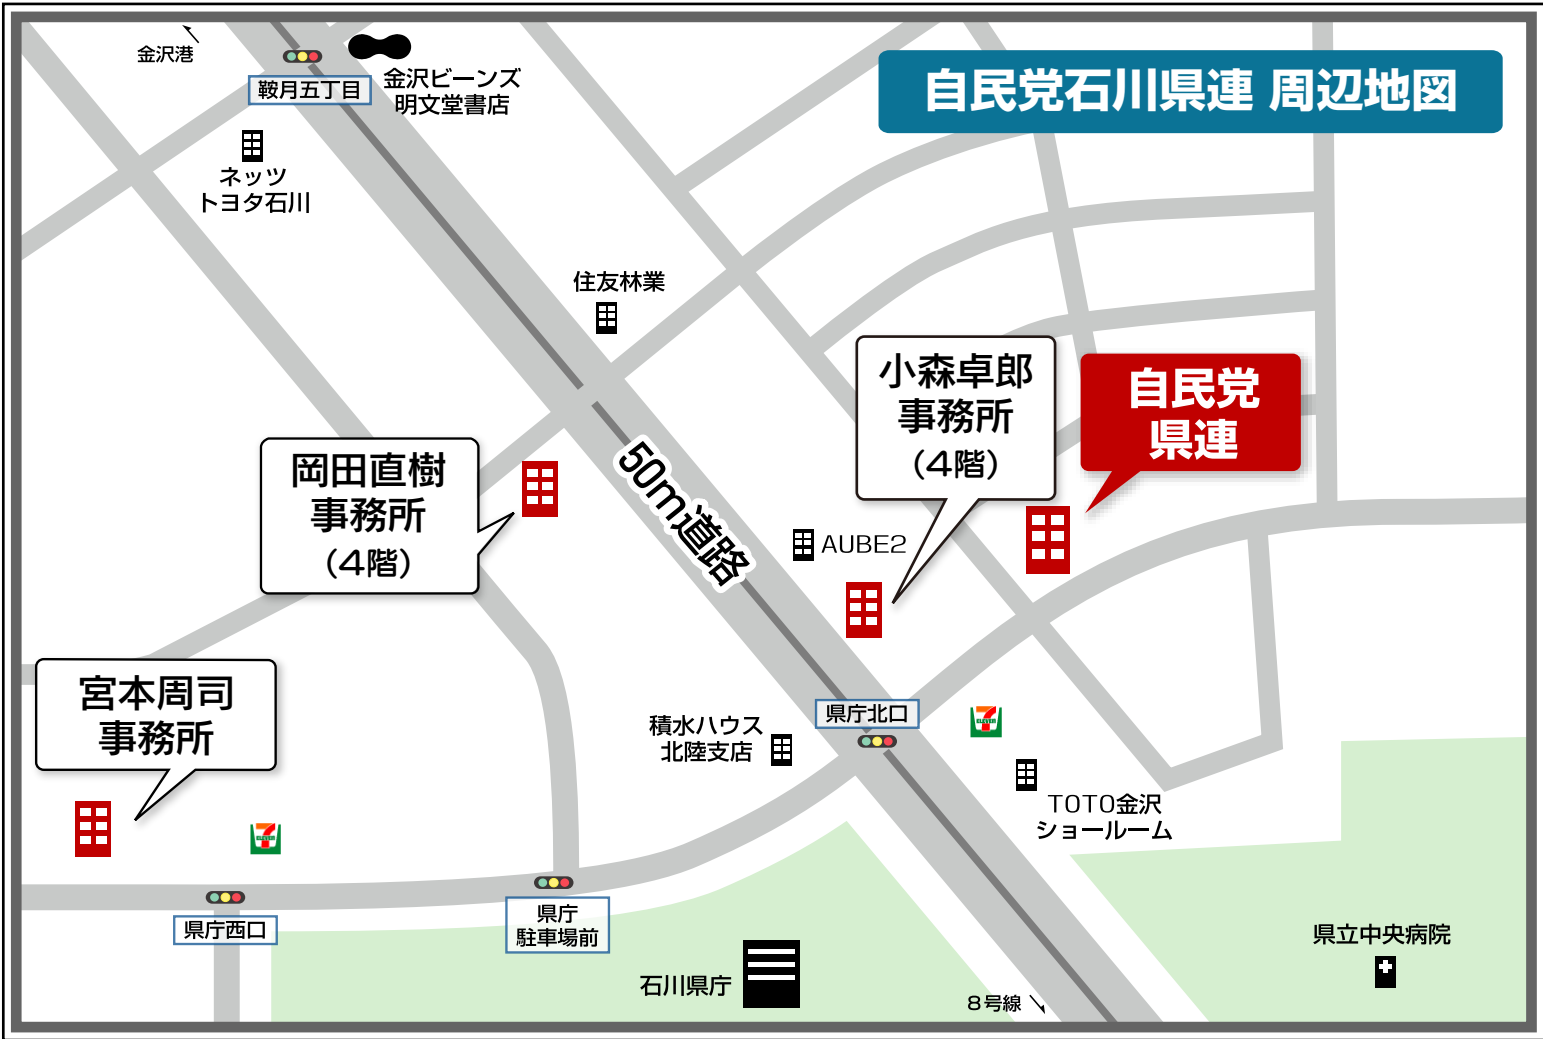 金沢港
鞍月五丁目
金沢ビーンズ
明文堂書店
自民党石川県連 周辺地図
ネッツ
トヨタ石川
住友林業
小森卓郎
事務所
(4階)
自民党
県連
岡田直樹
事務所
(4階)
50m道路
AUBE2
宮本周司
事務所
県庁北口
積水ハウス
北陸支店
7
ELEVEN
TOTO金沢
ショールーム
7
ELEVEN
県庁西口
県庁
駐車場前
石川県庁
県立中央病院
8号線